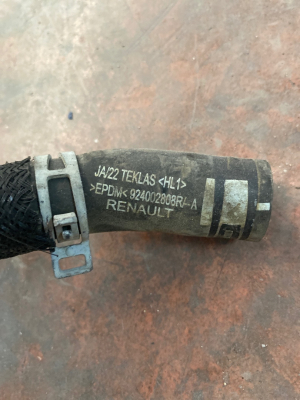 JA/22 TEKLAS <HL1>
>EPDM< 924002808R/-A
RENAULT